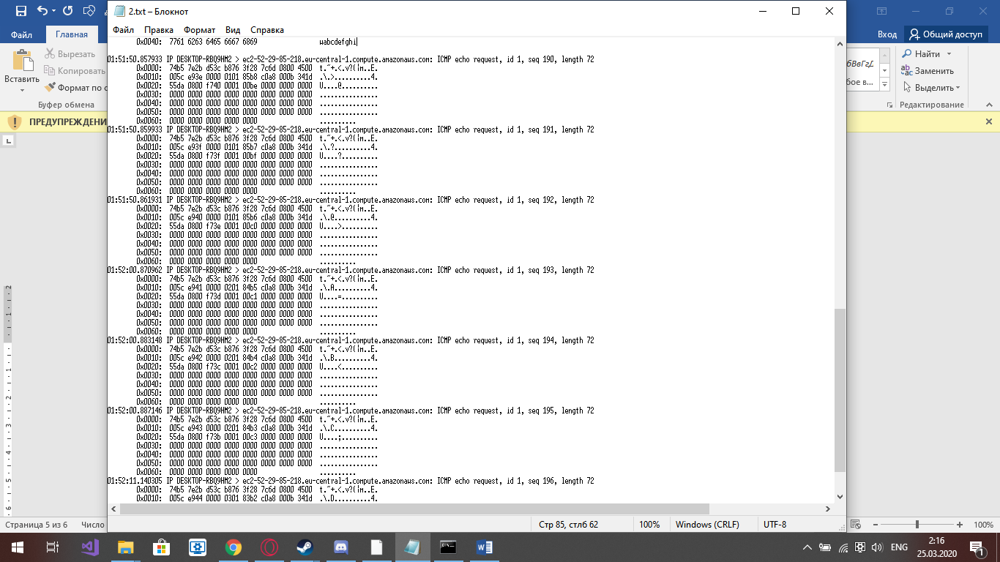 2.txt – Блокнот
Файл Правка Формат Вид Справка
Файл Главная Вход Общий доступ
Вставить
Вырезать
Копировать
Формат по с
Буфер обмена
бБвВгГд
бое в...
Найти
Заменить
Выделить
Редактирование
ПРЕДУПРЕЖДЕНИ
0x0040: 7761 6263 6465 6667 6869 wabcdefghi
01:51:50.857933 IP DESKTOP-RBQ9HM2 > ec2-52-29-85-218.eu-central-1.compute.amazonaws.com: ICMP echo request, id 1, seq 190, length 72
0x0000: 74b5 7e2b d53c b876 3f28 7c6d 0800 4500 t.~+.<.v?(|m..E.
0x0010: 005c e93e 0000 0101 85b8 c0a8 000b 341d .\.>..........4.
0x0020: 55da 0800 f740 0001 00be 0000 0000 0000 U....@..........
0x0030: 0000 0000 0000 0000 0000 0000 0000 0000 ................
0x0040: 0000 0000 0000 0000 0000 0000 0000 0000 ................
0x0050: 0000 0000 0000 0000 0000 0000 0000 0000 ................
0x0060: 0000 0000 0000 0000 0000 ..........
01:51:50.859933 IP DESKTOP-RBQ9HM2 > ec2-52-29-85-218.eu-central-1.compute.amazonaws.com: ICMP echo request, id 1, seq 191, length 72
0x0000: 74b5 7e2b d53c b876 3f28 7c6d 0800 4500 t.~+.<.v?(|m..E.
0x0010: 005c e93f 0000 0101 85b7 c0a8 000b 341d .\.?..........4.
0x0020: 55da 0800 f73f 0001 00bf 0000 0000 0000 U....?..........
0x0030: 0000 0000 0000 0000 0000 0000 0000 0000 ................
0x0040: 0000 0000 0000 0000 0000 0000 0000 0000 ................
0x0050: 0000 0000 0000 0000 0000 0000 0000 0000 ................
0x0060: 0000 0000 0000 0000 0000 ..........
01:51:50.861931 IP DESKTOP-RBQ9HM2 > ec2-52-29-85-218.eu-central-1.compute.amazonaws.com: ICMP echo request, id 1, seq 192, length 72
0x0000: 74b5 7e2b d53c b876 3f28 7c6d 0800 4500 t.~+.<.v?(|m..E.
0x0010: 005c e940 0000 0101 85b6 c0a8 000b 341d .\.@..........4.
0x0020: 55da 0800 f73e 0001 00c0 0000 0000 0000 U....>..........
0x0030: 0000 0000 0000 0000 0000 0000 0000 0000 ................
0x0040: 0000 0000 0000 0000 0000 0000 0000 0000 ................
0x0050: 0000 0000 0000 0000 0000 0000 0000 0000 ................
0x0060: 0000 0000 0000 0000 0000 ..........
01:52:00.870962 IP DESKTOP-RBQ9HM2 > ec2-52-29-85-218.eu-central-1.compute.amazonaws.com: ICMP echo request, id 1, seq 193, length 72
0x0000: 74b5 7e2b d53c b876 3f28 7c6d 0800 4500 t.~+.<.v?(|m..E.
0x0010: 005c e941 0000 0201 84b5 c0a8 000b 341d .\.A..........4.
0x0020: 55da 0800 f73d 0001 00c1 0000 0000 0000 U....=..........
0x0030: 0000 0000 0000 0000 0000 0000 0000 0000 ................
0x0040: 0000 0000 0000 0000 0000 0000 0000 0000 ................
0x0050: 0000 0000 0000 0000 0000 0000 0000 0000 ................
0x0060: 0000 0000 0000 0000 0000 ..........
01:52:00.883148 IP DESKTOP-RBQ9HM2 > ec2-52-29-85-218.eu-central-1.compute.amazonaws.com: ICMP echo request, id 1, seq 194, length 72
0x0000: 74b5 7e2b d53c b876 3f28 7c6d 0800 4500 t.~+.<.v?(|m..E.
0x0010: 005c e942 0000 0201 84b4 c0a8 000b 341d .\.B..........4.
0x0020: 55da 0800 f73c 0001 00c2 0000 0000 0000 U....<..........
0x0030: 0000 0000 0000 0000 0000 0000 0000 0000 ................
0x0040: 0000 0000 0000 0000 0000 0000 0000 0000 ................
0x0050: 0000 0000 0000 0000 0000 0000 0000 0000 ................
0x0060: 0000 0000 0000 0000 0000 ..........
01:52:00.887146 IP DESKTOP-RBQ9HM2 > ec2-52-29-85-218.eu-central-1.compute.amazonaws.com: ICMP echo request, id 1, seq 195, length 72
0x0000: 74b5 7e2b d53c b876 3f28 7c6d 0800 4500 t.~+.<.v?(|m..E.
0x0010: 005c e943 0000 0201 84b3 c0a8 000b 341d .\.C..........4.
0x0020: 55da 0800 f73b 0001 00c3 0000 0000 0000 U....;..........
0x0030: 0000 0000 0000 0000 0000 0000 0000 0000 ................
0x0040: 0000 0000 0000 0000 0000 0000 0000 0000 ................
0x0050: 0000 0000 0000 0000 0000 0000 0000 0000 ................
0x0060: 0000 0000 0000 0000 0000 ..........
01:52:11.140305 IP DESKTOP-RBQ9HM2 > ec2-52-29-85-218.eu-central-1.compute.amazonaws.com: ICMP echo request, id 1, seq 196, length 72
0x0000: 74b5 7e2b d53c b876 3f28 7c6d 0800 4500 t.~+.<.v?(|m..E.
0x0010: 005c e944 0000 0301 83b2 c0a8 000b 341d .\.D..........4.
Стр 85, стлб 62 100% Windows (CRLF) UTF-8
Страница 5 из 6 Число 100%
ENG 2:16
25.03.2020